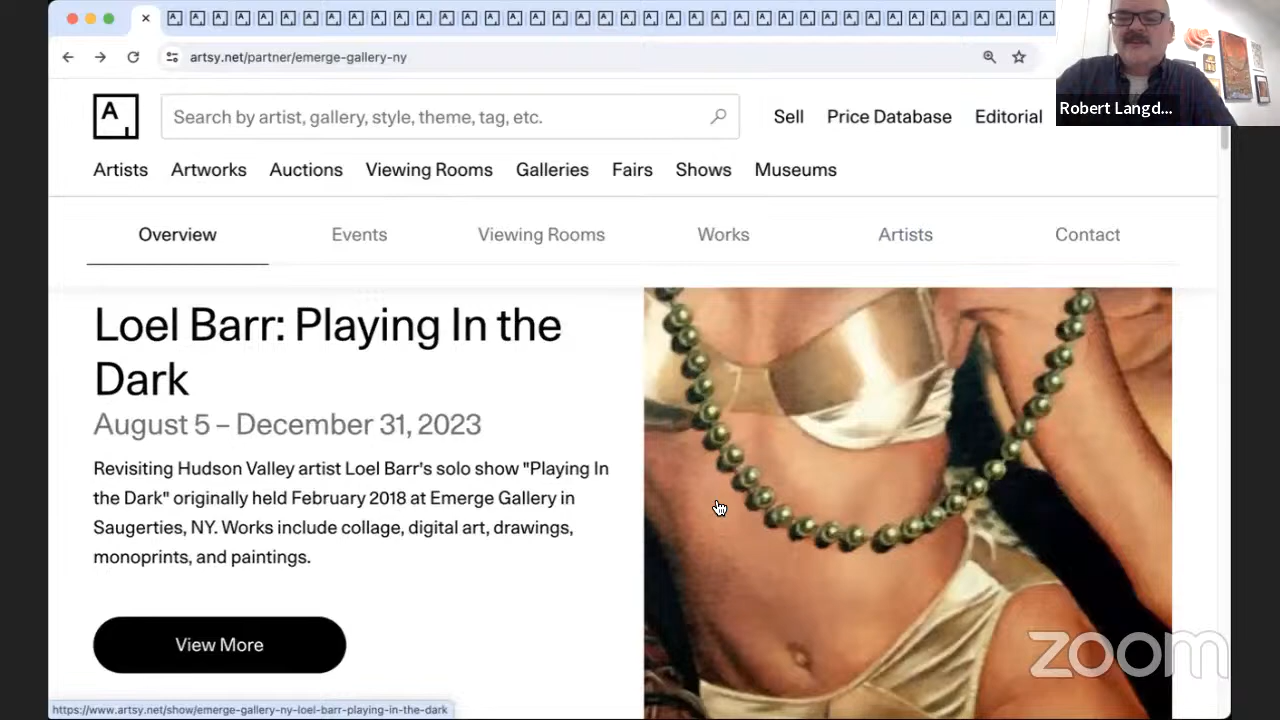 artsy.net/partner/emerge-gallery-ny
Robert Langd...
A
Search by artist, gallery, style, theme, tag, etc.
Sell Price Database Editorial
Artists Artworks Auctions Viewing Rooms Galleries Fairs Shows Museums
Overview Events Viewing Rooms Works Artists Contact
Loel Barr: Playing In the
Dark
August 5 – December 31, 2023
Revisiting Hudson Valley artist Loel Barr's solo show "Playing In
the Dark" originally held February 2018 at Emerge Gallery in
Saugerties, NY. Works include collage, digital art, drawings,
monoprints, and paintings.
View More
zoom
https://www.artsy.net/show/emerge-gallery-ny-loel-barr-playing-in-the-dark